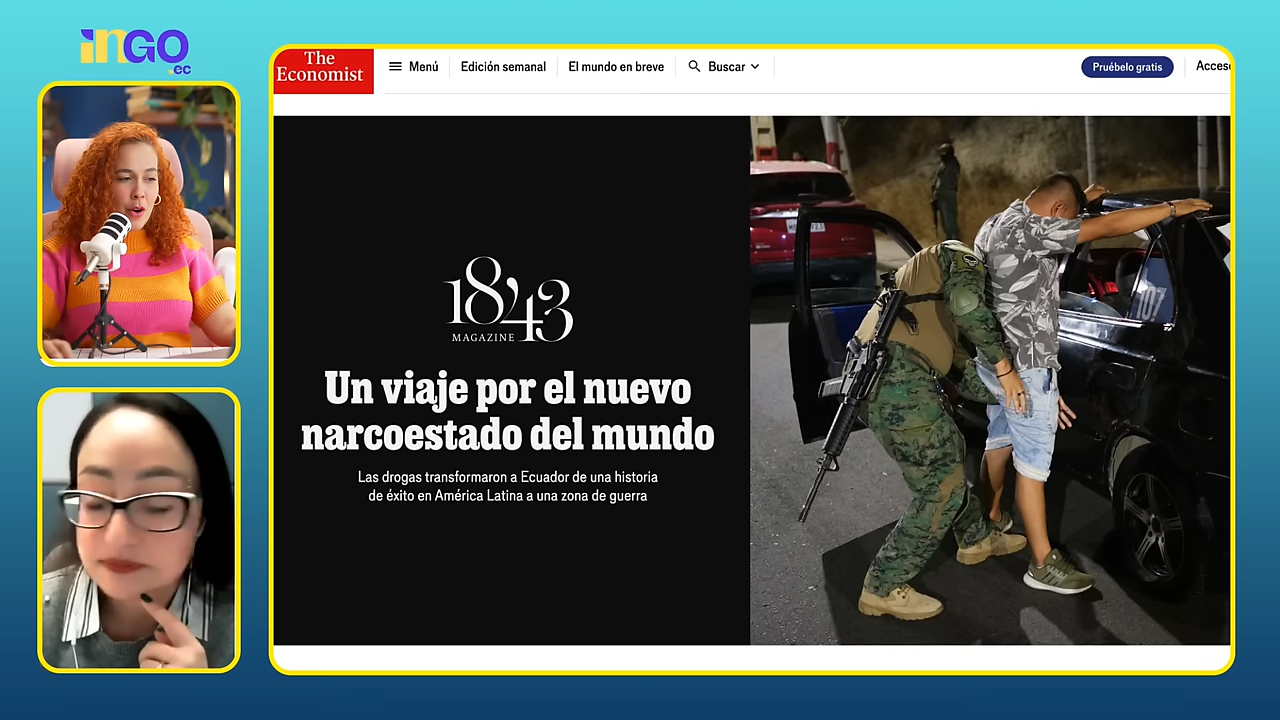 inGO
.ec
The
Economist
Menú
Edición semanal
El mundo en breve
Buscar
Pruébelo gratis
Acceso
1843
MAGAZINE
Un viaje por el nuevo
narcoestado del mundo
Las drogas transformaron a Ecuador de una historia
de éxito en América Latina a una zona de guerra
107